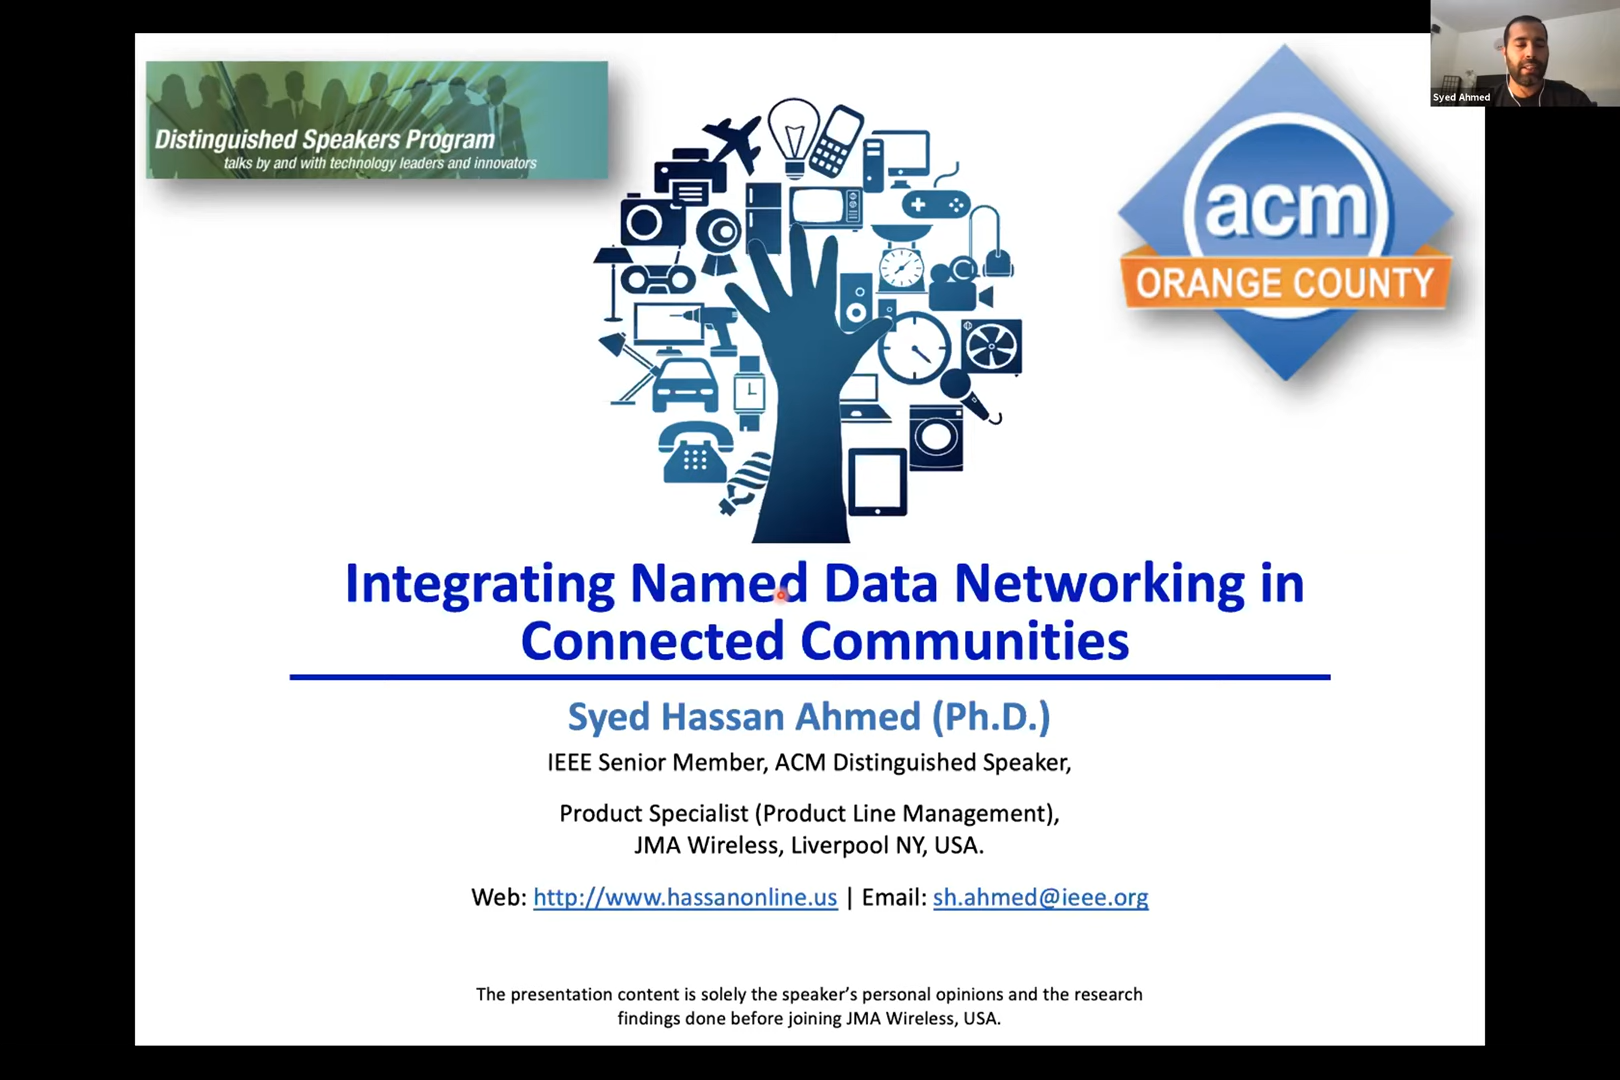 Syed Ahmed
Distinguished Speakers Program
talks by and with technology leaders and innovators
acm
ORANGE COUNTY
Integrating Named Data Networking in
Connected Communities
Syed Hassan Ahmed (Ph.D.)
IEEE Senior Member, ACM Distinguished Speaker,
Product Specialist (Product Line Management),
JMA Wireless, Liverpool NY, USA.
Web: http://www.hassanonline.us | Email: sh.ahmed@ieee.org
The presentation content is solely the speaker’s personal opinions and the research
findings done before joining JMA Wireless, USA.